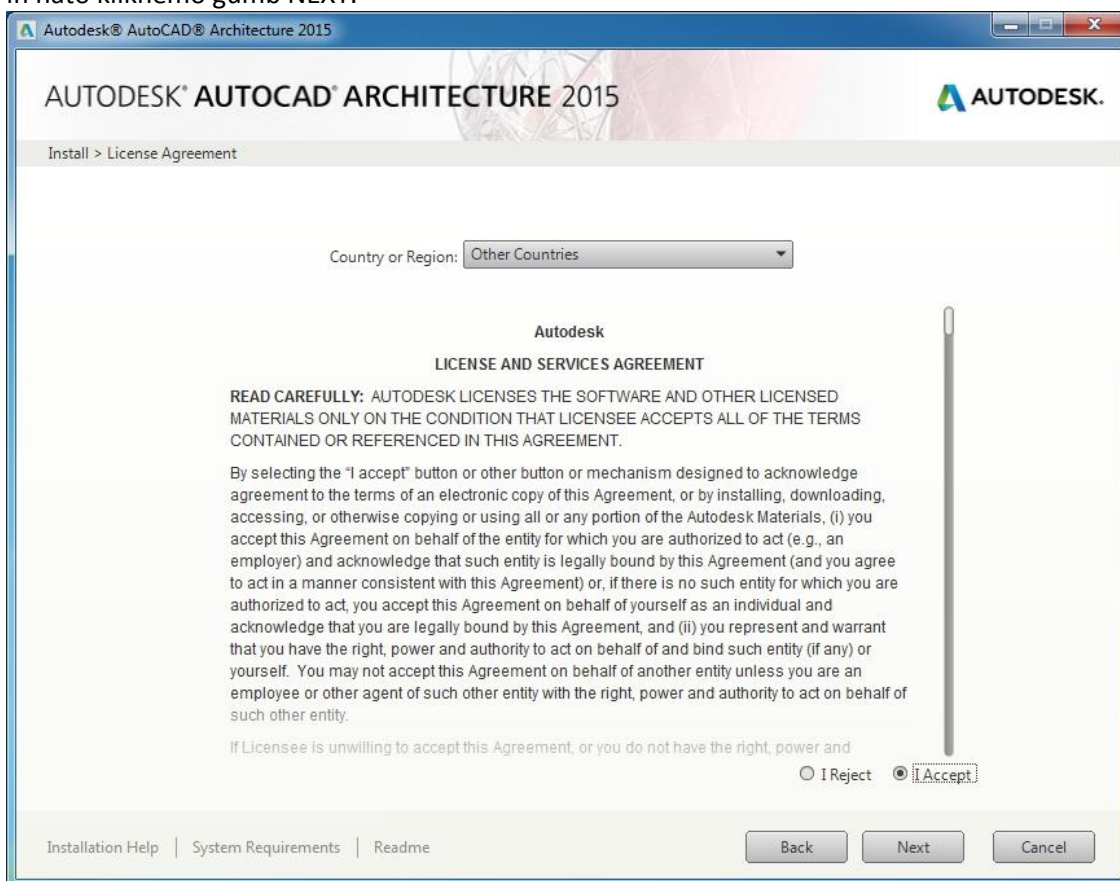 in nato kliknemo gumb NEXT.
Autodesk® AutoCAD® Architecture 2015
AUTODESK® AUTOCAD® ARCHITECTURE 2015
AUTODESK.
Install > License Agreement
Country or Region: Other Countries
Autodesk
LICENSE AND SERVICES AGREEMENT
READ CAREFULLY: AUTODESK LICENSES THE SOFTWARE AND OTHER LICENSED
MATERIALS ONLY ON THE CONDITION THAT LICENSEE ACCEPTS ALL OF THE TERMS
CONTAINED OR REFERENCED IN THIS AGREEMENT.
By selecting the “I accept” button or other button or mechanism designed to acknowledge
agreement to the terms of an electronic copy of this Agreement, or by installing, downloading,
accessing, or otherwise copying or using all or any portion of the Autodesk Materials, (i) you
accept this Agreement on behalf of the entity for which you are authorized to act (e.g., an
employer) and acknowledge that such entity is legally bound by this Agreement (and you agree
to act in a manner consistent with this Agreement) or, if there is no such entity for which you are
authorized to act, you accept this Agreement on behalf of yourself as an individual and
acknowledge that you are legally bound by this Agreement, and (ii) you represent and warrant
that you have the right, power and authority to act on behalf of and bind such entity (if any) or
yourself. You may not accept this Agreement on behalf of another entity unless you are an
employee or other agent of such other entity with the right, power and authority to act on behalf of
such other entity.
If Licensee is unwilling to accept this Agreement, or you do not have the right, power and
I Reject I Accept
Installation Help | System Requirements | Readme
Back Next Cancel